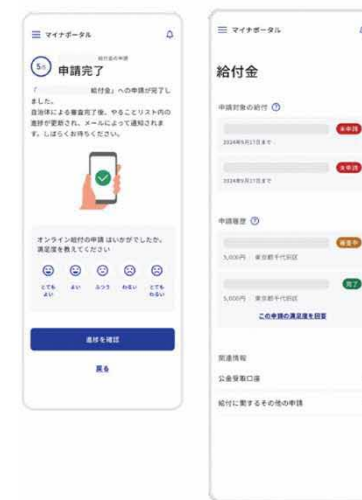 マイナポータル
給付金の申請
5/5
申請完了
「　　　　給付金」への申請が完了し
ました。
自治体による審査完了後、やることリスト内の
進捗が更新され、メールによって通知されま
す。しばらくお待ちください。
オンライン給付の申請 はいかがでしたか。
満足度を教えてください
とても
よい
よい
ふつう
わるい
とても
わるい
進捗を確認
戻る
マイナポータル
給付金
申請対象の給付
未申請
2024年5月17日まで
未申請
2024年5月17日まで
申請履歴
審査中
5,000円
東京都千代田区
完了
5,000円
東京都千代田区
この申請の満足度を回答
関連情報
公金受取口座
給付に関するその他の申請